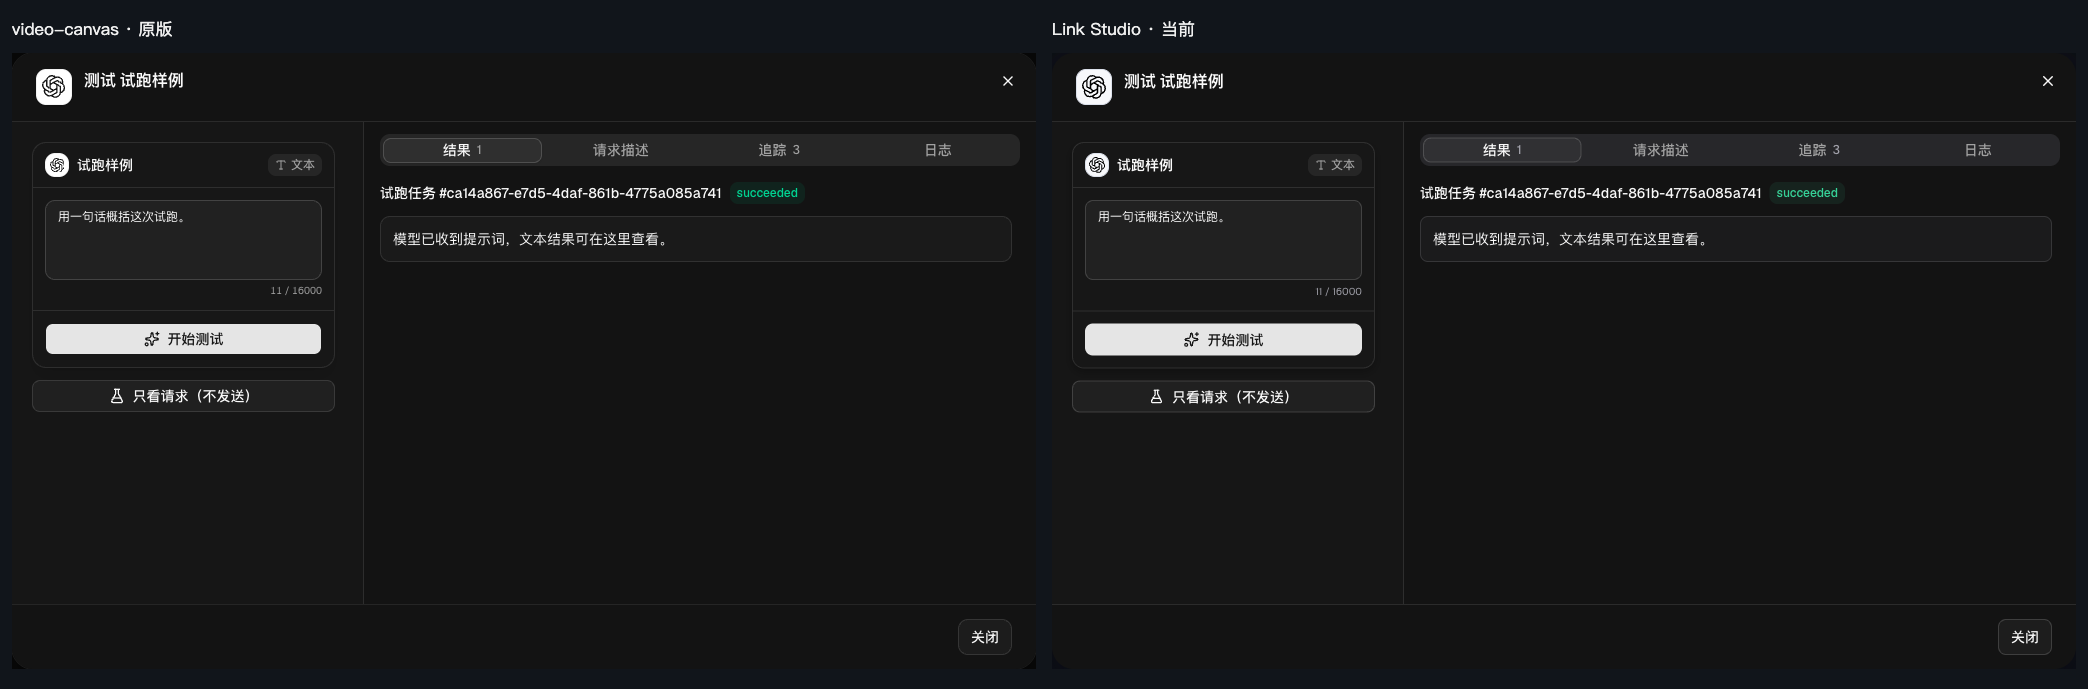 video-canvas · 原版
测试 试跑样例
试跑样例
文本
用一句话概括这次试跑。
11 / 16000
开始测试
只看请求（不发送）
结果 1
请求描述
追踪 3
日志
试跑任务 #ca14a867-e7d5-4daf-861b-4775a085a741 succeeded
模型已收到提示词，文本结果可在这里查看。
关闭
Link Studio · 当前
测试 试跑样例
试跑样例
文本
用一句话概括这次试跑。
11 / 16000
开始测试
只看请求（不发送）
结果 1
请求描述
追踪 3
日志
试跑任务 #ca14a867-e7d5-4daf-861b-4775a085a741 succeeded
模型已收到提示词，文本结果可在这里查看。
关闭